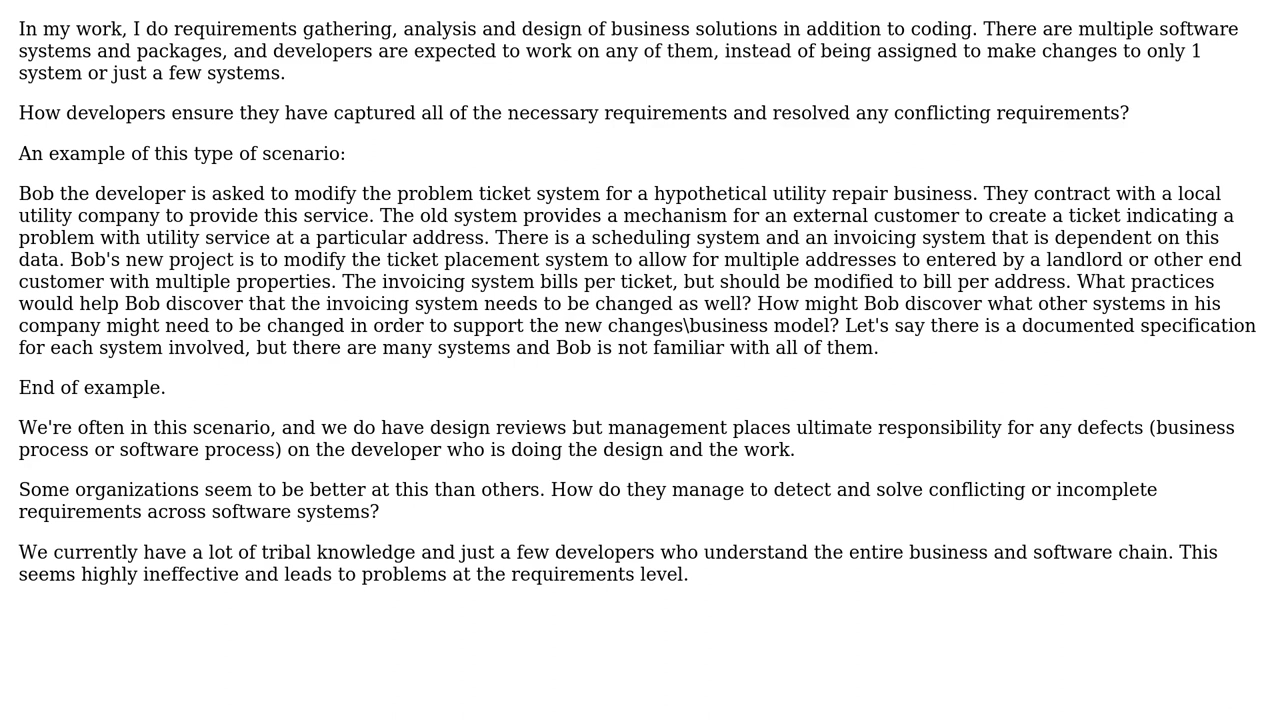 In my work, I do requirements gathering, analysis and design of business solutions in addition to coding. There are multiple software
systems and packages, and developers are expected to work on any of them, instead of being assigned to make changes to only 1
system or just a few systems.
How developers ensure they have captured all of the necessary requirements and resolved any conflicting requirements?
An example of this type of scenario:
Bob the developer is asked to modify the problem ticket system for a hypothetical utility repair business. They contract with a local
utility company to provide this service. The old system provides a mechanism for an external customer to create a ticket indicating a
problem with utility service at a particular address. There is a scheduling system and an invoicing system that is dependent on this
data. Bob's new project is to modify the ticket placement system to allow for multiple addresses to entered by a landlord or other end
customer with multiple properties. The invoicing system bills per ticket, but should be modified to bill per address. What practices
would help Bob discover that the invoicing system needs to be changed as well? How might Bob discover what other systems in his
company might need to be changed in order to support the new changes\business model? Let's say there is a documented specification
for each system involved, but there are many systems and Bob is not familiar with all of them.
End of example.
We're often in this scenario, and we do have design reviews but management places ultimate responsibility for any defects (business
process or software process) on the developer who is doing the design and the work.
Some organizations seem to be better at this than others. How do they manage to detect and solve conflicting or incomplete
requirements across software systems?
We currently have a lot of tribal knowledge and just a few developers who understand the entire business and software chain. This
seems highly ineffective and leads to problems at the requirements level.